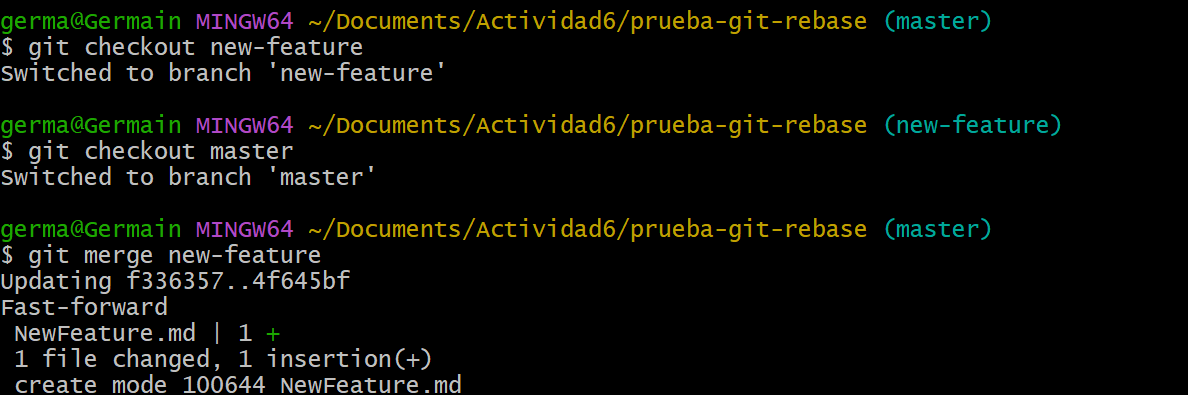 germa@Germain MINGW64 ~/Documents/Actividad6/prueba-git-rebase (master)
$ git checkout new-feature
Switched to branch 'new-feature'
germa@Germain MINGW64 ~/Documents/Actividad6/prueba-git-rebase (new-feature)
$ git checkout master
Switched to branch 'master'
germa@Germain MINGW64 ~/Documents/Actividad6/prueba-git-rebase (master)
$ git merge new-feature
Updating f336357..4f645bf
Fast-forward
 NewFeature.md | 1 +
 1 file changed, 1 insertion(+)
 create mode 100644 NewFeature.md